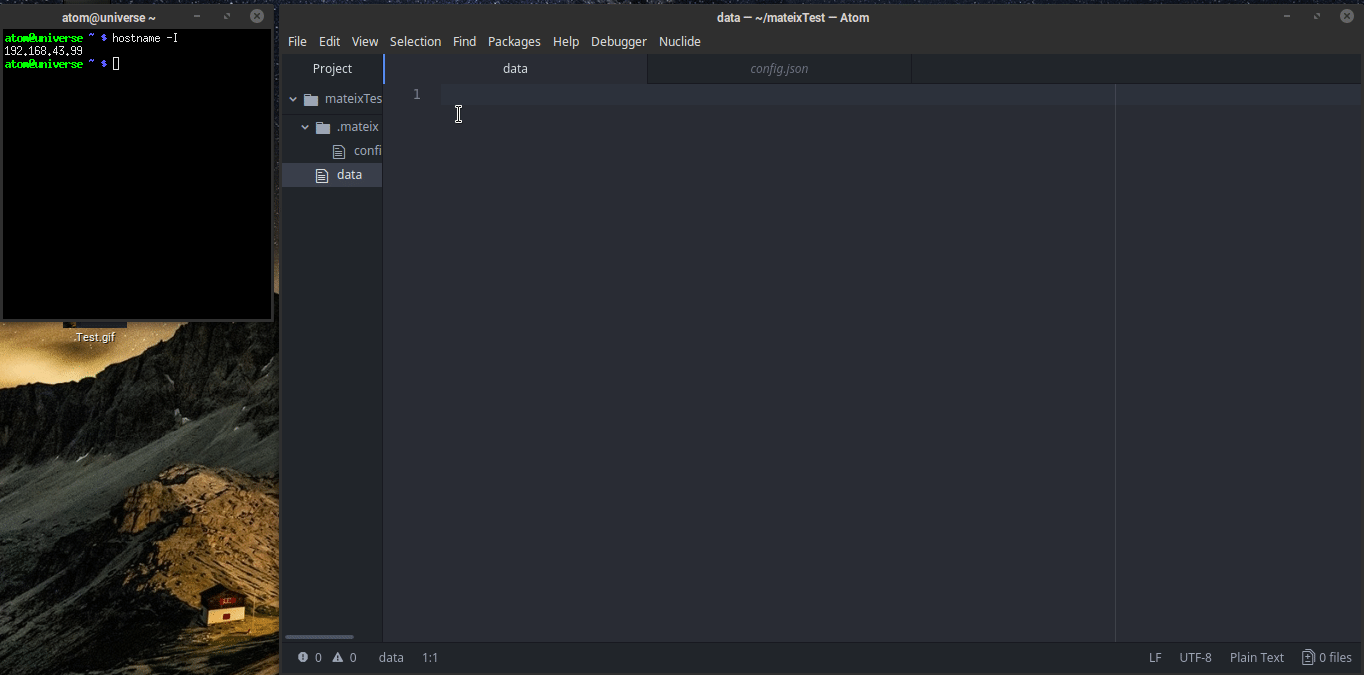 atom@universe ~
atom@universe ~ $ hostname -I
192.168.43.99
atom@universe ~ $
Test.gif
data — ~/mateixTest — Atom
File Edit View Selection Find Packages Help Debugger Nuclide
Project
data
config.json
mateixTes
.mateix
confi
data
1
0 0 data 1:1
LF UTF-8 Plain Text 0 files